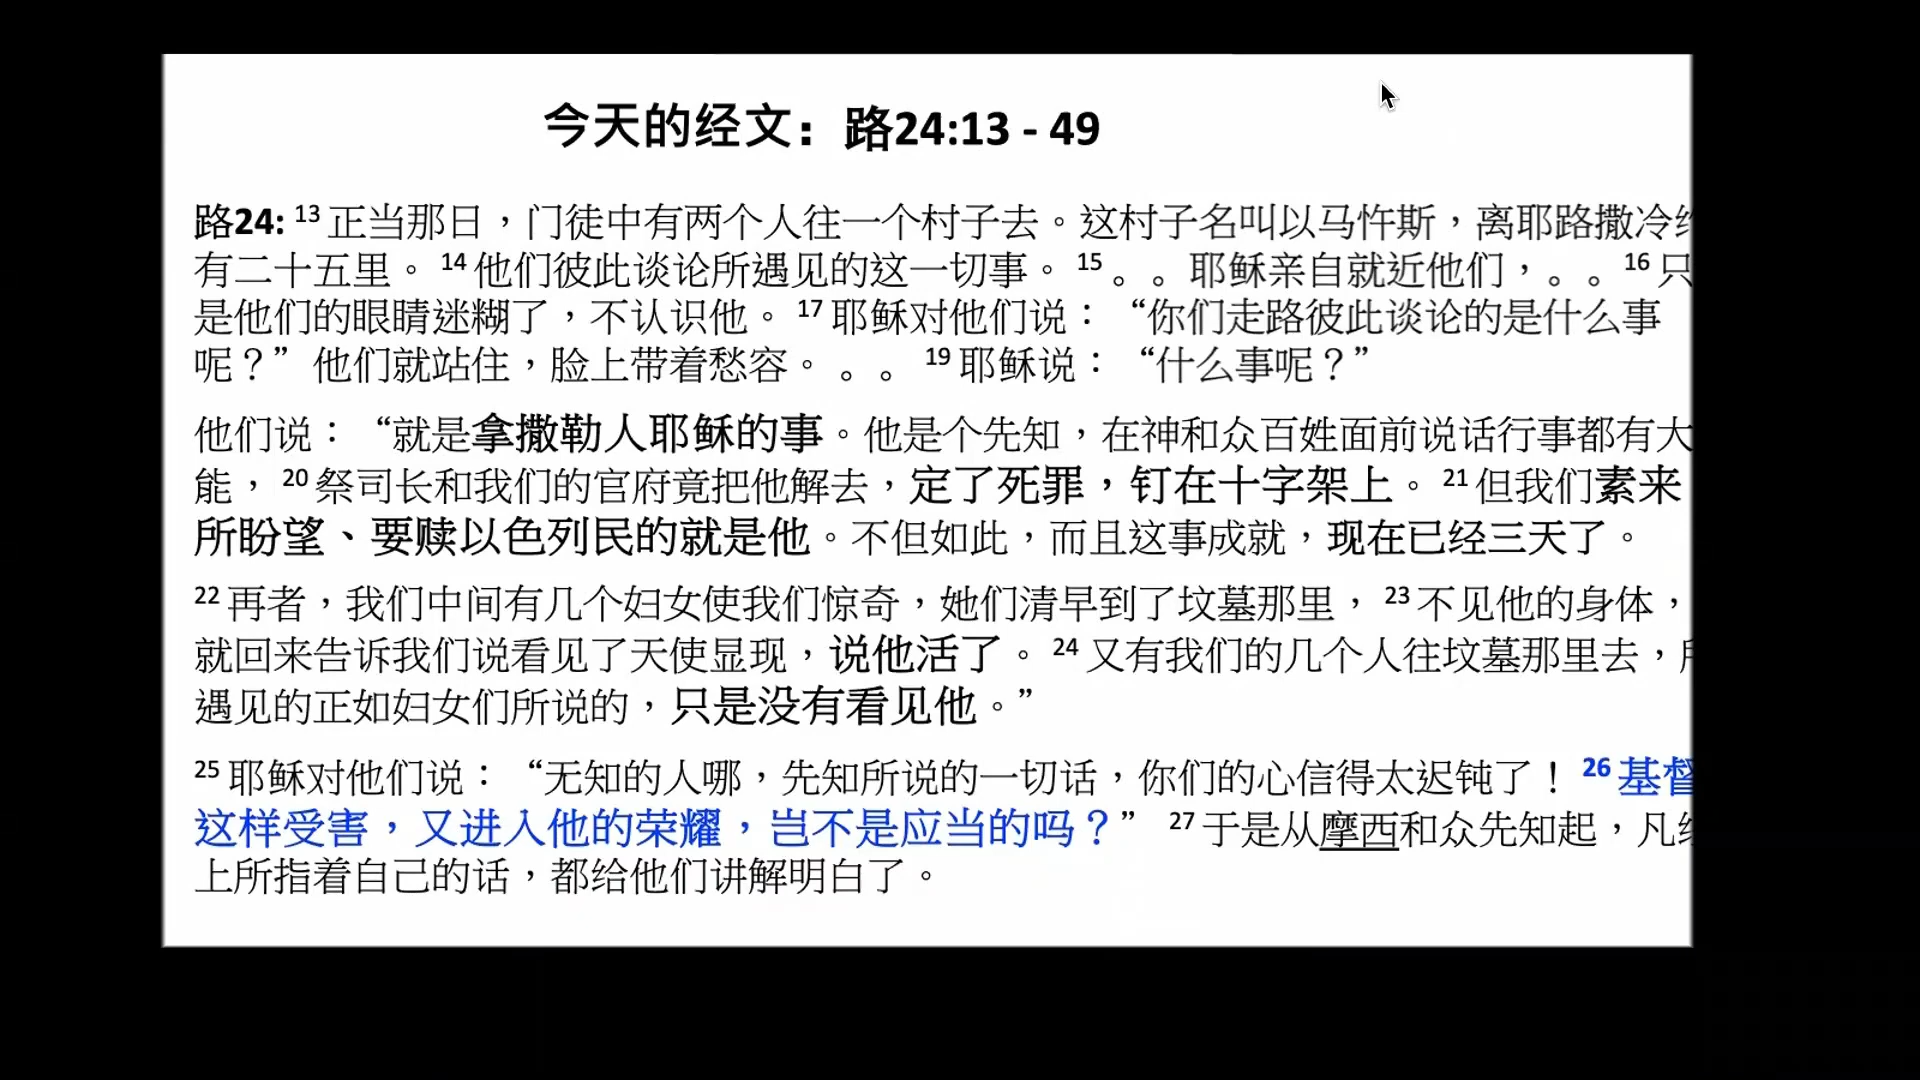 今天的经文：路24:13 - 49
路24: 13 正当那日，门徒中有两个人往一个村子去。这村子名叫以马忤斯，离耶路撒冷约
有二十五里。 14 他们彼此谈论所遇见的这一切事。 15 。。耶稣亲自就近他们，。。 16 只
是他们的眼睛迷糊了，不认识他。 17 耶稣对他们说：“你们走路彼此谈论的是什么事
呢？”他们就站住，脸上带着愁容。。。 19 耶稣说：“什么事呢？”
他们说：“就是拿撒勒人耶稣的事。他是个先知，在神和众百姓面前说话行事都有大
能， 20 祭司长和我们的官府竟把他解去，定了死罪，钉在十字架上。 21 但我们素来
所盼望、要赎以色列民的就是他。不但如此，而且这事成就，现在已经三天了。
22 再者，我们中间有几个妇女使我们惊奇，她们清早到了坟墓那里， 23 不见他的身体，
就回来告诉我们说看见了天使显现，说他活了。 24 又有我们的几个人往坟墓那里去，
遇见的正如妇女们所说的，只是没有看见他。”
25 耶稣对他们说：“无知的人哪，先知所说的一切话，你们的心信得太迟钝了！ 26 基督
这样受害，又进入他的荣耀，岂不是应当的吗？” 27 于是从摩西和众先知起，凡
上所指着自己的话，都给他们讲解明白了。